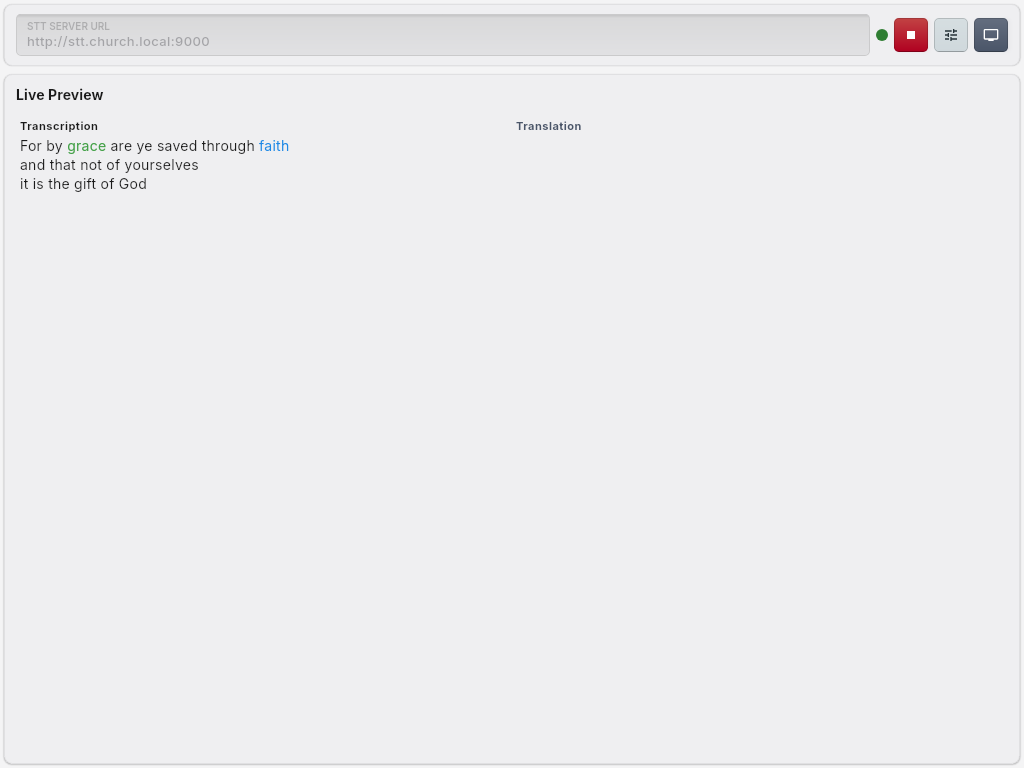 STT SERVER URL
http://stt.church.local:9000
Live Preview
Transcription
For by grace are ye saved through faith
and that not of yourselves
it is the gift of God
Translation